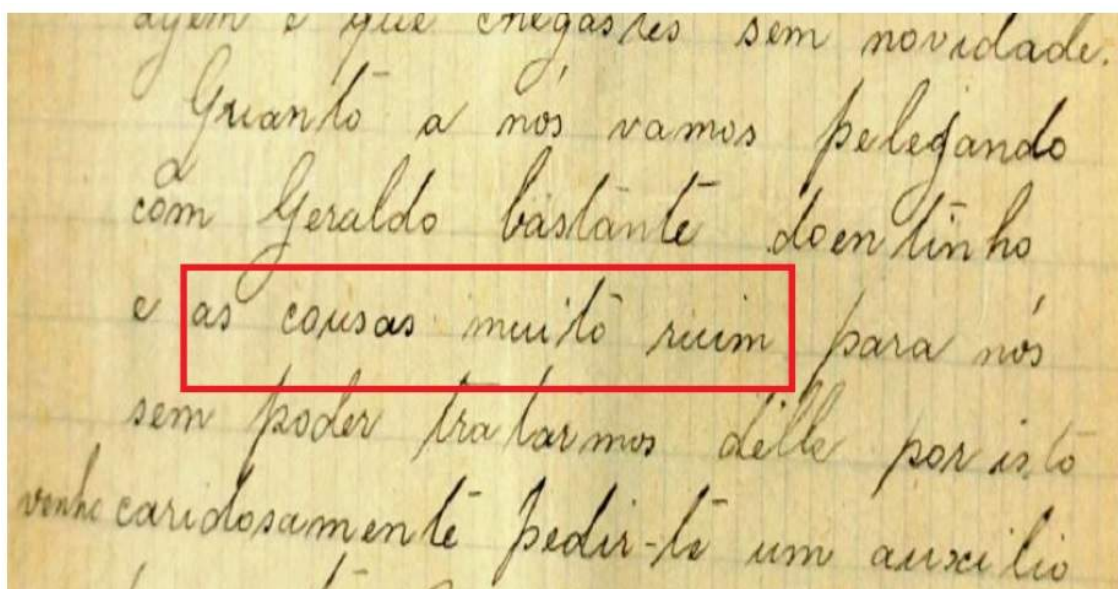 agem e que chegastes sem novidade.
Quanto a nós vamos pelejando
com Geraldo bastante doentinho
e as cousas muito ruim para nós
sem poder tratarmos delle por isto
venho caridosamente pedir-te um auxilio